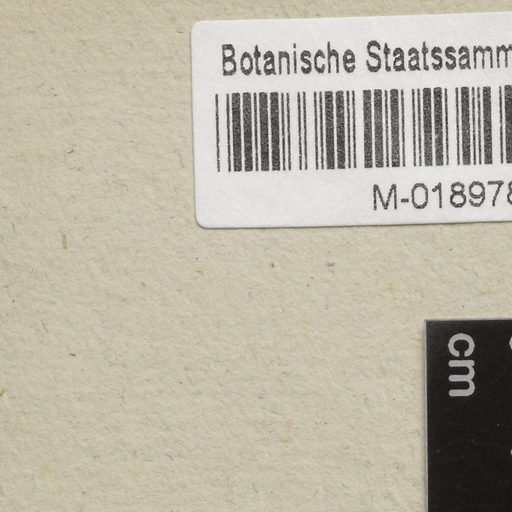 Botanische Staatssamm
M-018978
cm